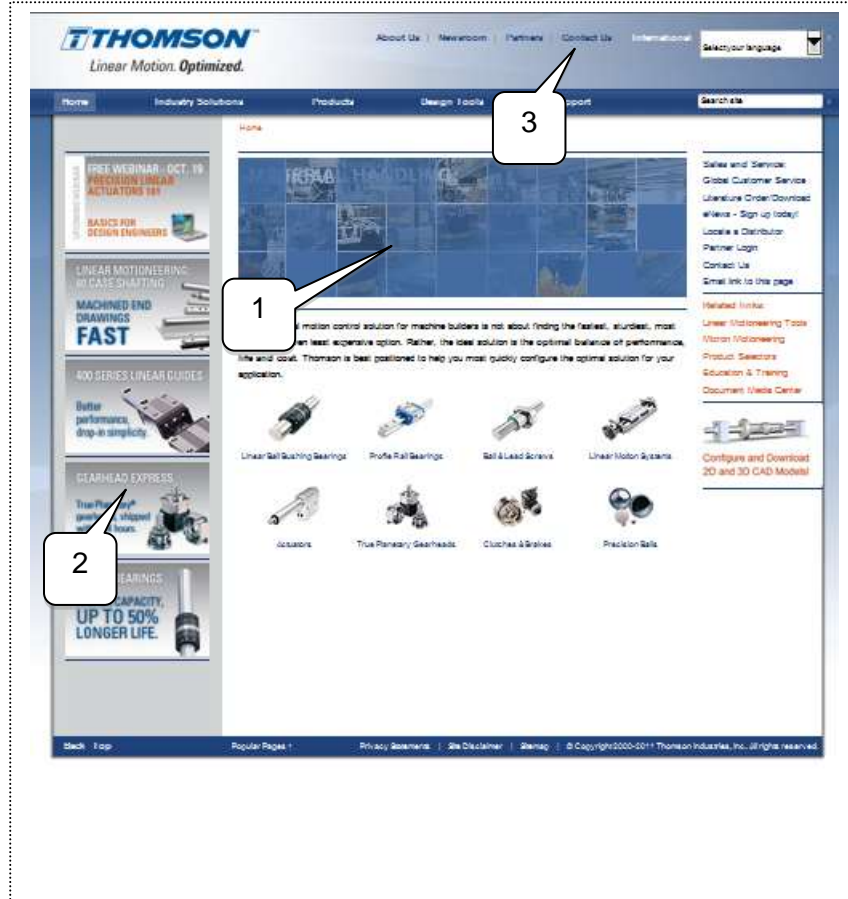 THOMSON
Linear Motion. Optimized.
About Us | Newsroom | Partners | Contact Us
International
Select your language
Home
Industry Solutions
Products
Design Tools
pport
Search site
3
Home
FREE WEBINAR - OCT. 19
PRECISION LINEAR
ACTUATORS 101
BASICS FOR
DESIGN ENGINEERS
LINEAR MOTIONEERING:
60 CASE SHAFTING
MACHINED END
DRAWINGS
FAST
400 SERIES LINEAR GUIDES
Better
performance,
drop-in simplicity.
GEARHEAD EXPRESS
True Planetary®
shipped
hours.
2
EARINGS
CAPACITY,
UP TO 50%
LONGER LIFE.
HANDLING
1
l motion control solution for machine builders is not about finding the fastest, sturdiest, most
ven least expensive option. Rather, the ideal solution is the optimal balance of performance,
life and cost. Thomson is best positioned to help you most quickly configure the optimal solution for your
application.
Linear Ball Bushing Bearings
Profile Rail Bearings
Ball & Lead Screws
Linear Motion Systems
Actuators
True Planetary Gearheads
Clutches & Brakes
Precision Balls
Sales and Service:
Global Customer Service
Literature Order/Download
eNews - Sign up today!
Locate a Distributor
Partner Login
Contact Us
Email link to this page
Related links:
Linear Motioneering Tools
Micron Motioneering
Product Selectors
Education & Training
Document Media Center
Configure and Download
2D and 3D CAD Models!
Back Top
Popular Pages
Privacy Statements | Site Disclaimer | Sitemap | © Copyright 2000-2011 Thomson Industries, Inc. All rights reserved.